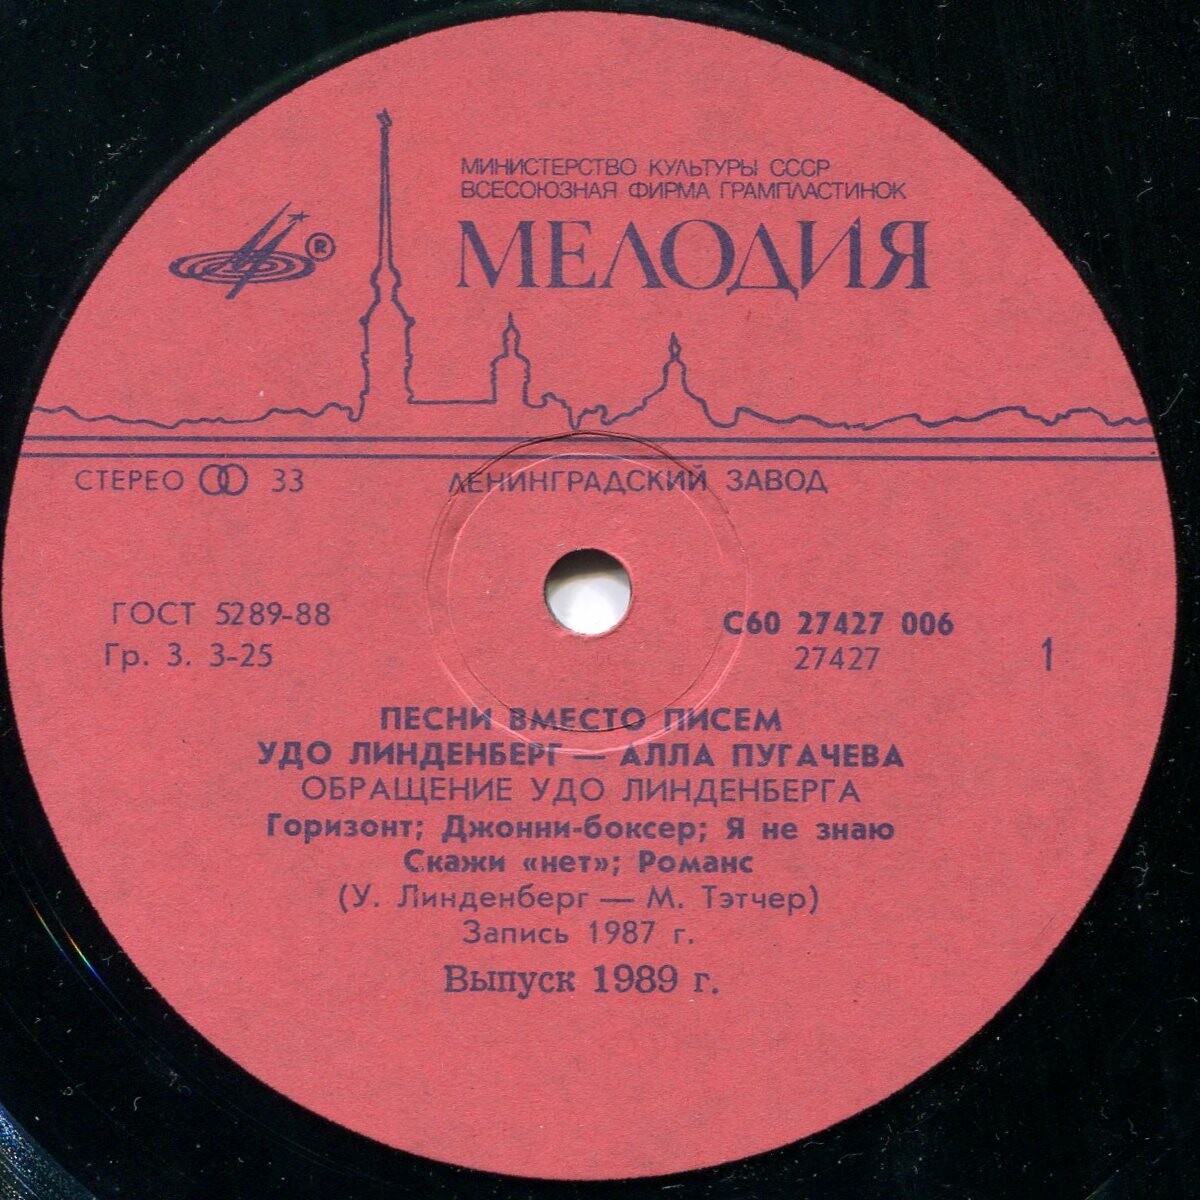 МИНИСТЕРСТВО КУЛЬТУРЫ СССР
ВСЕСОЮЗНАЯ ФИРМА ГРАМПЛАСТИНОК
®
МЕЛОДИЯ
СТЕРЕО 33
ЛЕНИНГРАДСКИЙ ЗАВОД
ГОСТ 5289-88
Гр. 3. 3-25
С60 27427 006
27427
1
ПЕСНИ ВМЕСТО ПИСЕМ
УДО ЛИНДЕНБЕРГ — АЛЛА ПУГАЧЕВА
ОБРАЩЕНИЕ УДО ЛИНДЕНБЕРГА
Горизонт; Джонни-боксер; Я не знаю
Скажи «нет»; Романс
(У. Линденберг — М. Тэтчер)
Запись 1987 г.
Выпуск 1989 г.